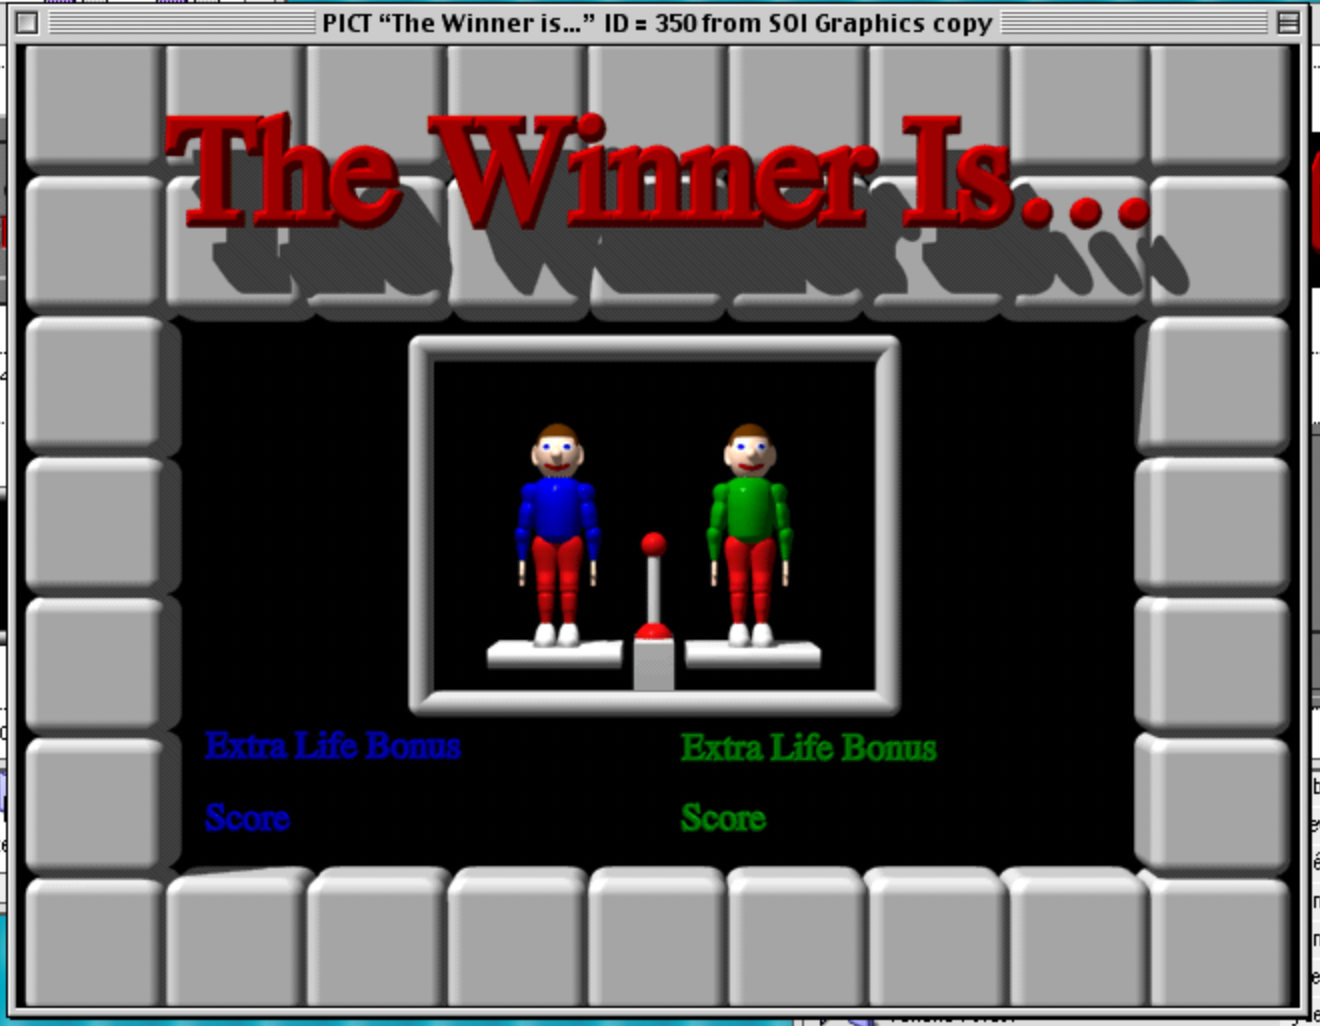 PICT “The Winner is...” ID = 350 from SOI Graphics copy
The Winner Is...
Extra Life Bonus
Extra Life Bonus
Score
Score